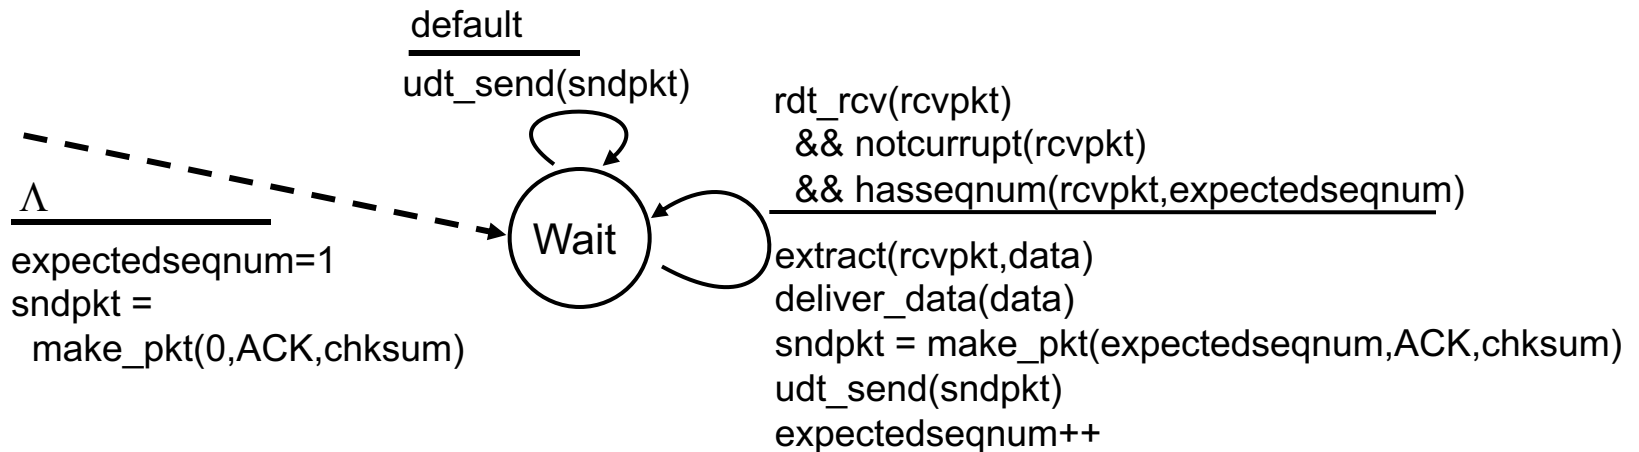 default
udt_send(sndpkt)
rdt_rcv(rcvpkt)
&& notcurrupt(rcvpkt)
&& hasseqnum(rcvpkt,expectedseqnum)
Λ
Wait
expectedseqnum=1
sndpkt =
make_pkt(0,ACK,chksum)
extract(rcvpkt,data)
deliver_data(data)
sndpkt = make_pkt(expectedseqnum,ACK,chksum)
udt_send(sndpkt)
expectedseqnum++